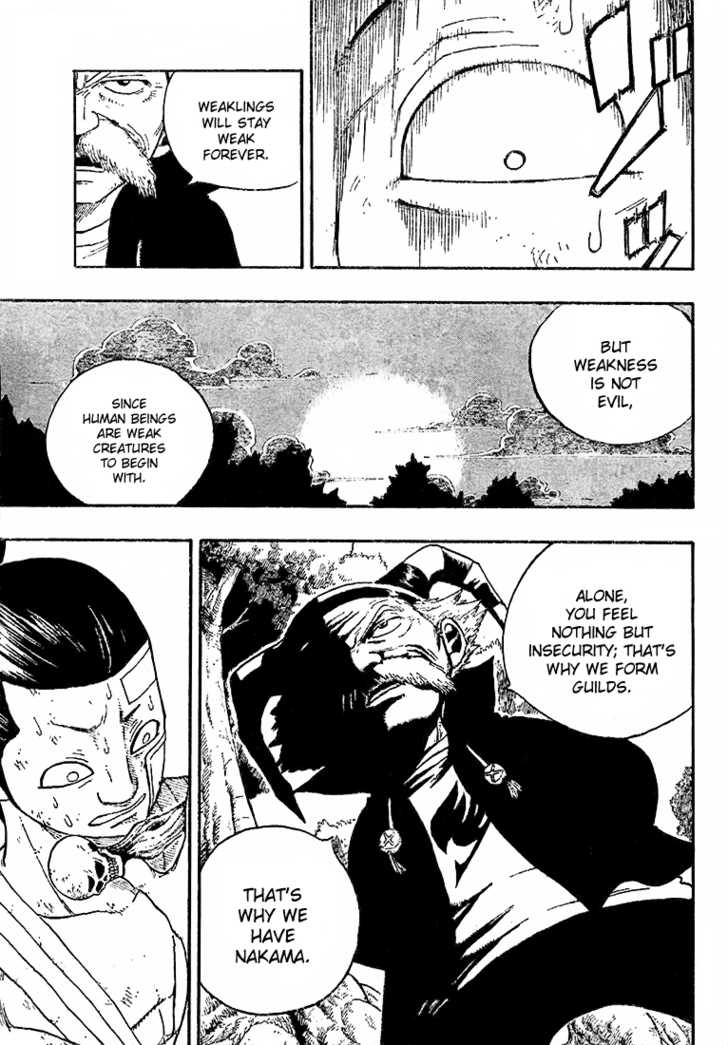 WEAKLINGS
WILL STAY
WEAK
FOREVER.
BUT
WEAKNESS
IS NOT
EVIL,
SINCE
HUMAN BEINGS
ARE WEAK
CREATURES
TO BEGIN
WITH.
ALONE,
YOU FEEL
NOTHING BUT
INSECURITY; THAT'S
WHY WE FORM
GUILDS.
THAT'S
WHY WE
HAVE
NAKAMA.